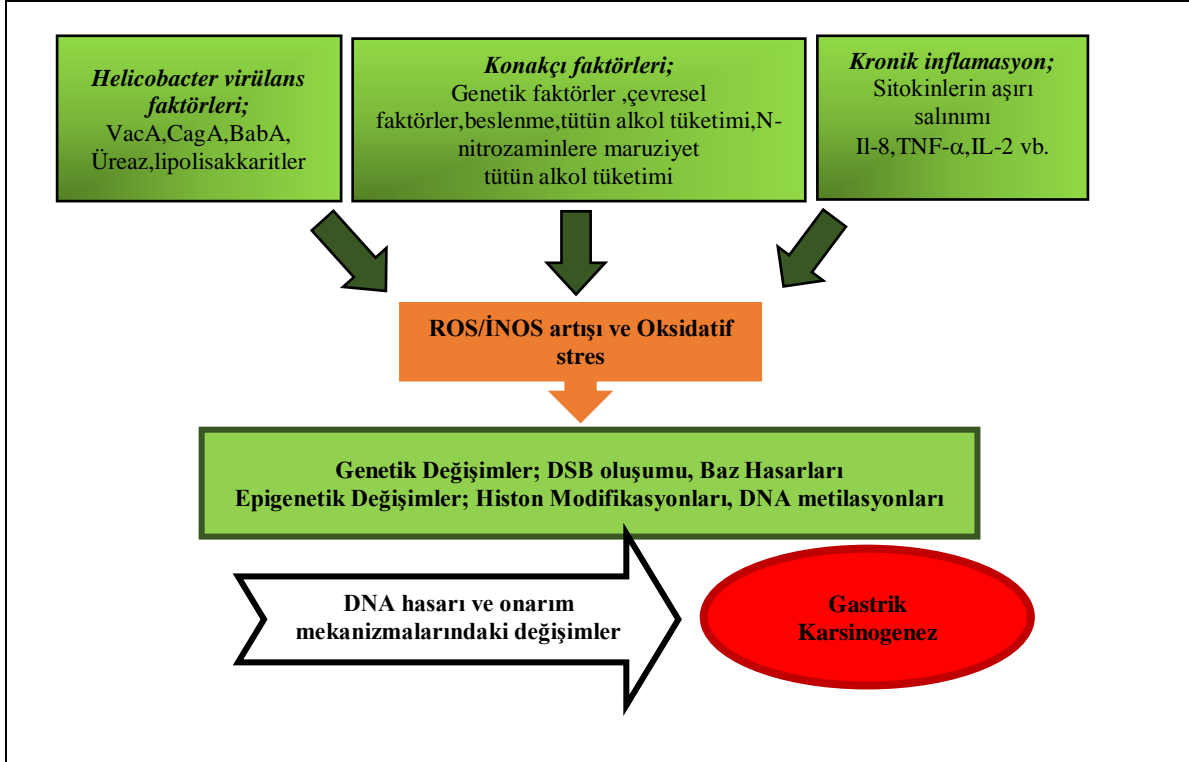 Helicobacter virülans
faktörleri;
VacA,CagA,BabA,
Üreaz,lipolisakkaritler
Konakçı faktörleri;
Genetik faktörler ,çevresel
faktörler,beslenme,tütün alkol tüketimi,N-
nitrozaminlere maruziyet
tütün alkol tüketimi
Kronik inflamasyon;
Sitokinlerin aşırı
salınımı
Il-8,TNF-α,IL-2 vb.
ROS/İNOS artışı ve Oksidatif
stres
Genetik Değişimler; DSB oluşumu, Baz Hasarları
Epigenetik Değişimler; Histon Modifikasyonları, DNA metilasyonları
DNA hasarı ve onarım
mekanizmalarındaki değişimler
Gastrik
Karsinogenez